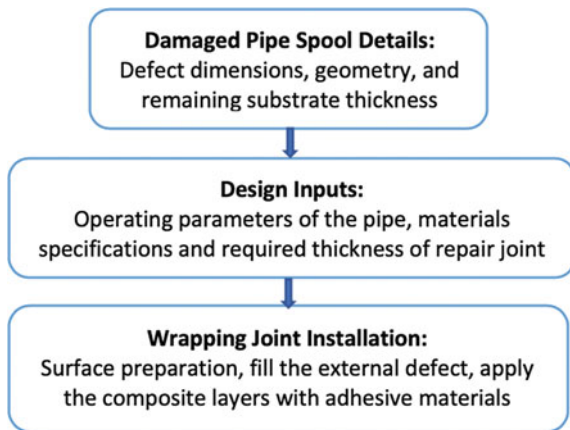 Damaged Pipe Spool Details:
Defect dimensions, geometry, and
remaining substrate thickness
Design Inputs:
Operating parameters of the pipe, materials
specifications and required thickness of repair joint
Wrapping Joint Installation:
Surface preparation, fill the external defect, apply
the composite layers with adhesive materials